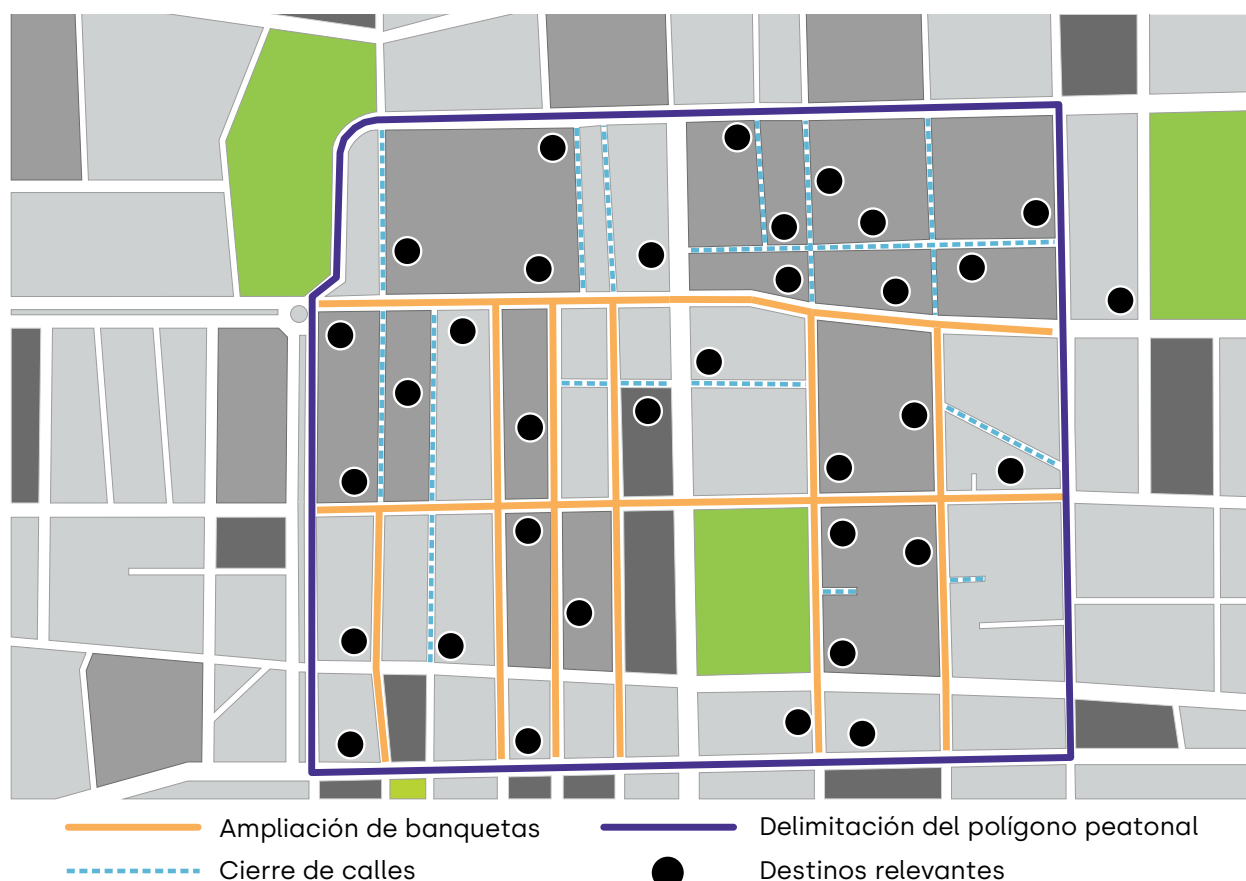 Ampliación de banquetas
Delimitación del polígono peatonal
Cierre de calles
Destinos relevantes